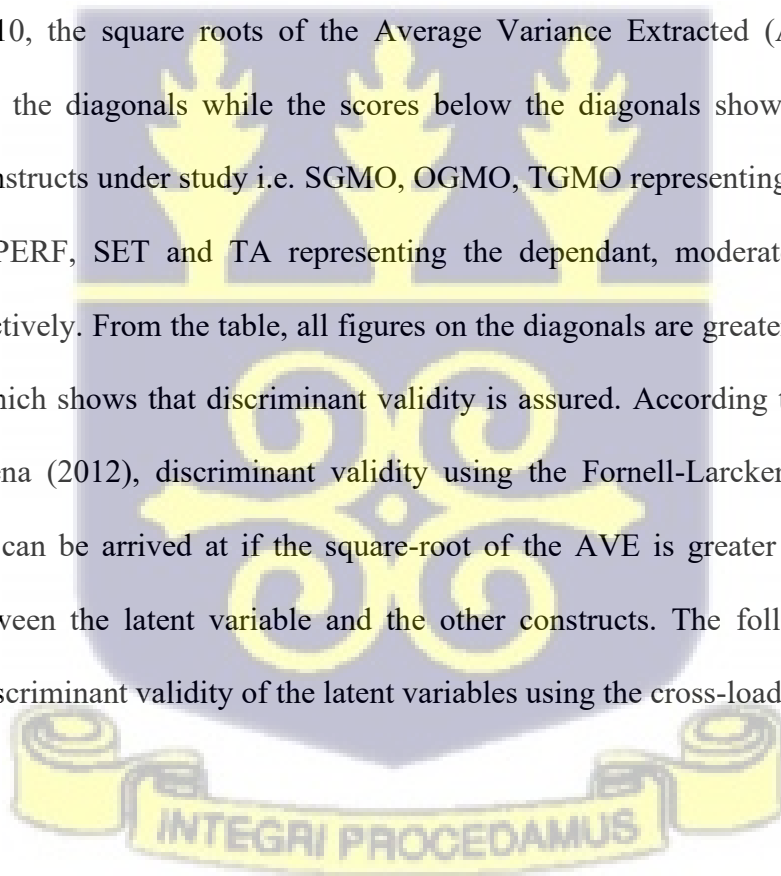 10, the square roots of the Average Variance Extracted (
the diagonals while the scores below the diagonals show
nstructs under study i.e. SGMO, OGMO, TGMO representing
PERF, SET and TA representing the dependant, moderat
ctively. From the table, all figures on the diagonals are greater
hich shows that discriminant validity is assured. According t
ena (2012), discriminant validity using the Fornell-Larcker
can be arrived at if the square-root of the AVE is greater
ween the latent variable and the other constructs. The foll
scriminant validity of the latent variables using the cross-load
INTEGRI PROCEDAMUS